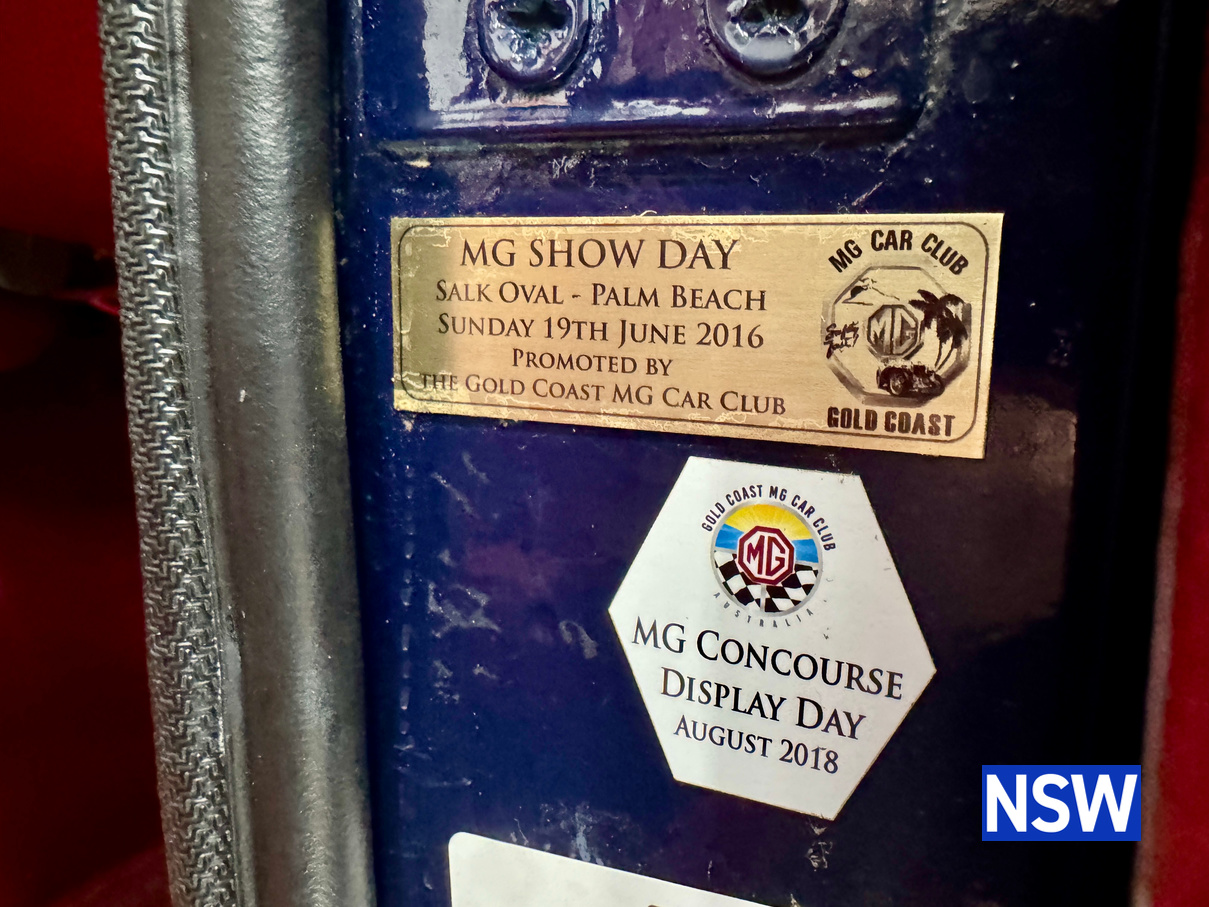 MG SHOW DAY
SALK OVAL - PALM BEACH
SUNDAY 19TH JUNE 2016
PROMOTED BY
THE GOLD COAST MG CAR CLUB
MG CAR CLUB
MG
GOLD COAST
GOLD COAST MG CAR CLUB
MG
AUSTRALIA
MG CONCOURSE
DISPLAY DAY
AUGUST 2018
NSW